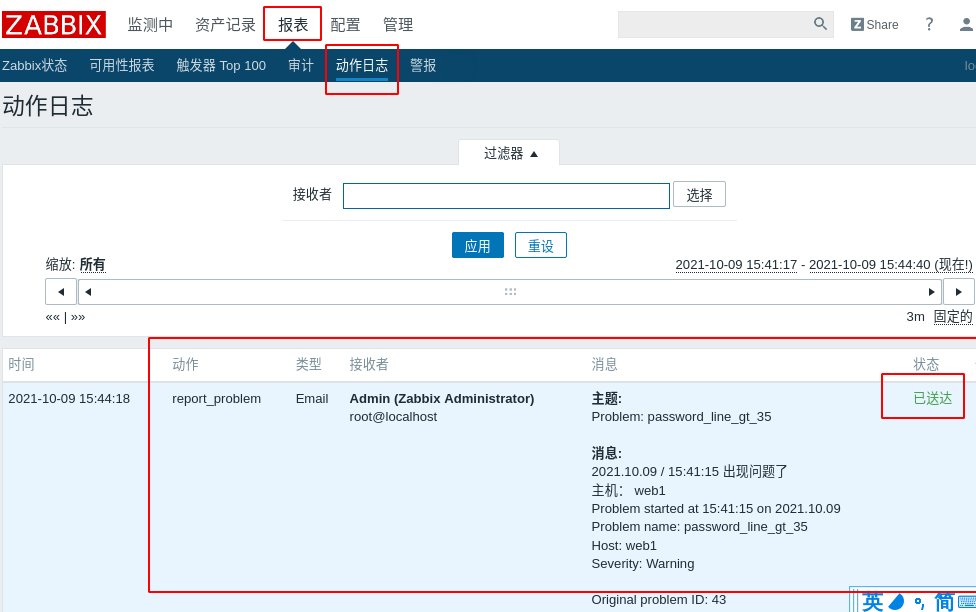 ZABBIX 监测中 资产记录 报表 配置 管理 Z Share ?
Zabbix状态 可用性报表 触发器 Top 100 审计 动作日志 警报 lo
动作日志
过滤器 ▲
接收者 选择
应用 重设
缩放: 所有 2021-10-09 15:41:17 - 2021-10-09 15:44:40 (现在!)
«« | »» 3m 固定的
时间 动作 类型 接收者 消息 状态
2021-10-09 15:44:18 report_problem Email Admin (Zabbix Administrator) 主题: 已送达
root@localhost Problem: password_line_gt_35
消息:
2021.10.09 / 15:41:15 出现问题了
主机： web1
Problem started at 15:41:15 on 2021.10.09
Problem name: password_line_gt_35
Host: web1
Severity: Warning
Original problem ID: 43
英 简